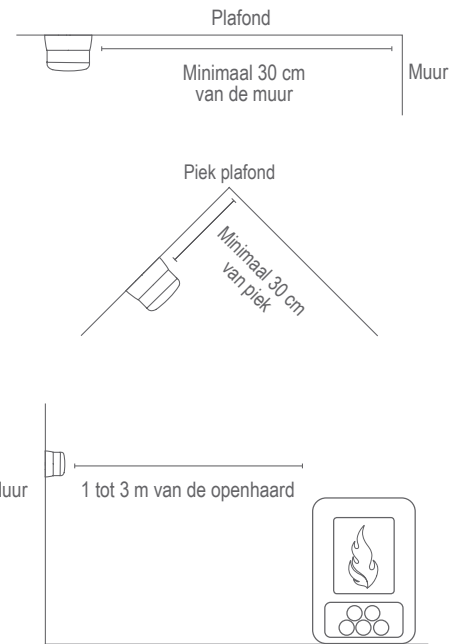 Plafond
Minimaal 30 cm
van de muur
Muur
Piek plafond
Minimaal 30 cm
van piek
uur
1 tot 3 m van de openhaard